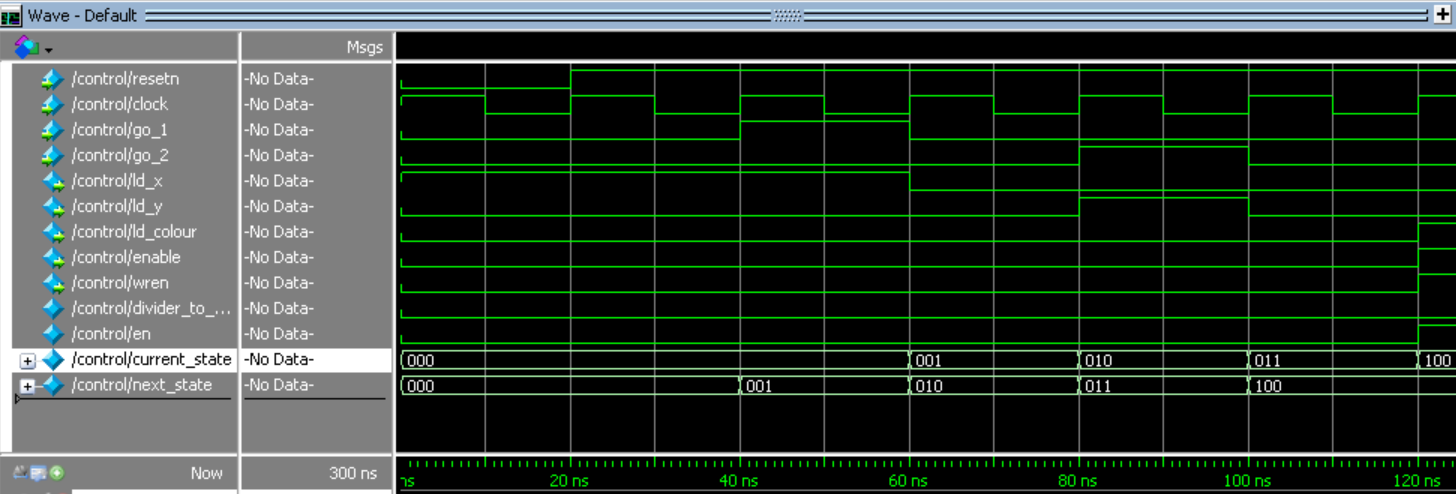 Wave - Default
Msgs
/control/resetn -No Data-
/control/clock -No Data-
/control/go_1 -No Data-
/control/go_2 -No Data-
/control/ld_x -No Data-
/control/ld_y -No Data-
/control/ld_colour -No Data-
/control/enable -No Data-
/control/wren -No Data-
/control/divider_to_... -No Data-
/control/en -No Data-
/control/current_state -No Data- 000 001 010 011 100
/control/next_state -No Data- 000 001 010 011 100
Now 300 ns ns 20 ns 40 ns 60 ns 80 ns 100 ns 120 ns